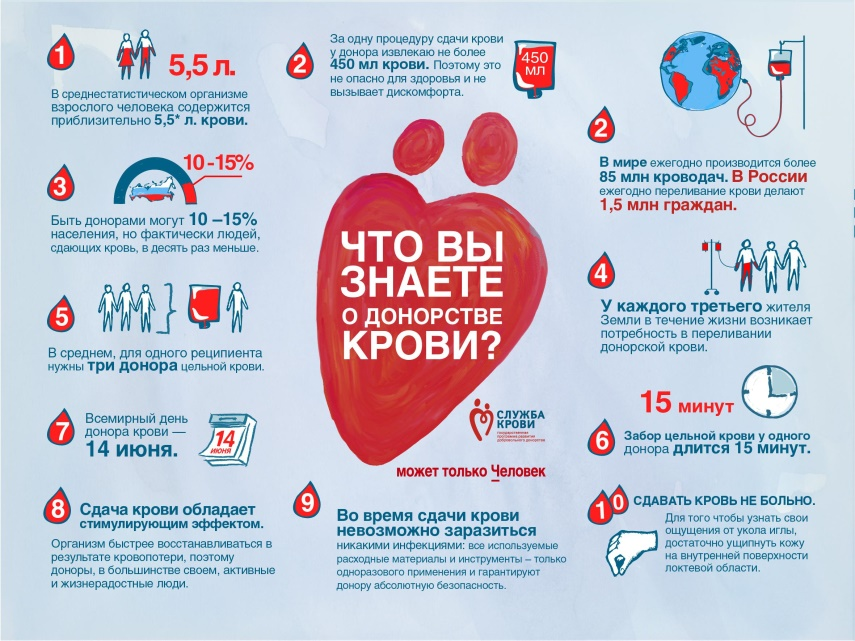 1
5,5 л.
В среднестатистическом организме
взрослого человека содержится
приблизительно 5,5* л. крови.
2
За одну процедуру сдачи крови
у донора извлекаю не более
450 мл крови. Поэтому это
не опасно для здоровья и не
вызывает дискомфорта.
450
МЛ
2
В мире ежегодно производится более
85 млн кроводач. В России
ежегодно переливание крови делают
1,5 млн граждан.
3
10-15%
Быть донорами могут 10 –15%
населения, но фактически людей,
сдающих кровь, в десять раз меньше.
ЧТО ВЫ
ЗНАЕТЕ
О ДОНОРСТВЕ
КРОВИ?
4
У каждого третьего жителя
Земли в течение жизни возникает
потребность в переливании
донорской крови.
5
В среднем, для одного реципиента
нужны три донора цельной крови.
15 минут
6
Забор цельной крови у одного
донора длится 15 минут.
7
Всемирный день
донора крови —
14 июня.
14
ИЮНЯ
СЛУЖБА
КРОВИ
государственная
программа развития
добровольного донорства
может только Человек
8
Сдача крови обладает
стимулирующим эффектом.
Организм быстрее восстанавливаться в
результате кровопотери, поэтому
доноры, в большинстве своем, активные
и жизнерадостные люди.
9
Во время сдачи крови
невозможно заразиться
никакими инфекциями: все используемые
расходные материалы и инструменты – только
одноразового применения и гарантируют
донору абсолютную безопасность.
10
СДАВАТЬ КРОВЬ НЕ БОЛЬНО.
Для того чтобы узнать свои
ощущения от укола иглы,
достаточно ущипнуть кожу
на внутренней поверхности
локтевой области.